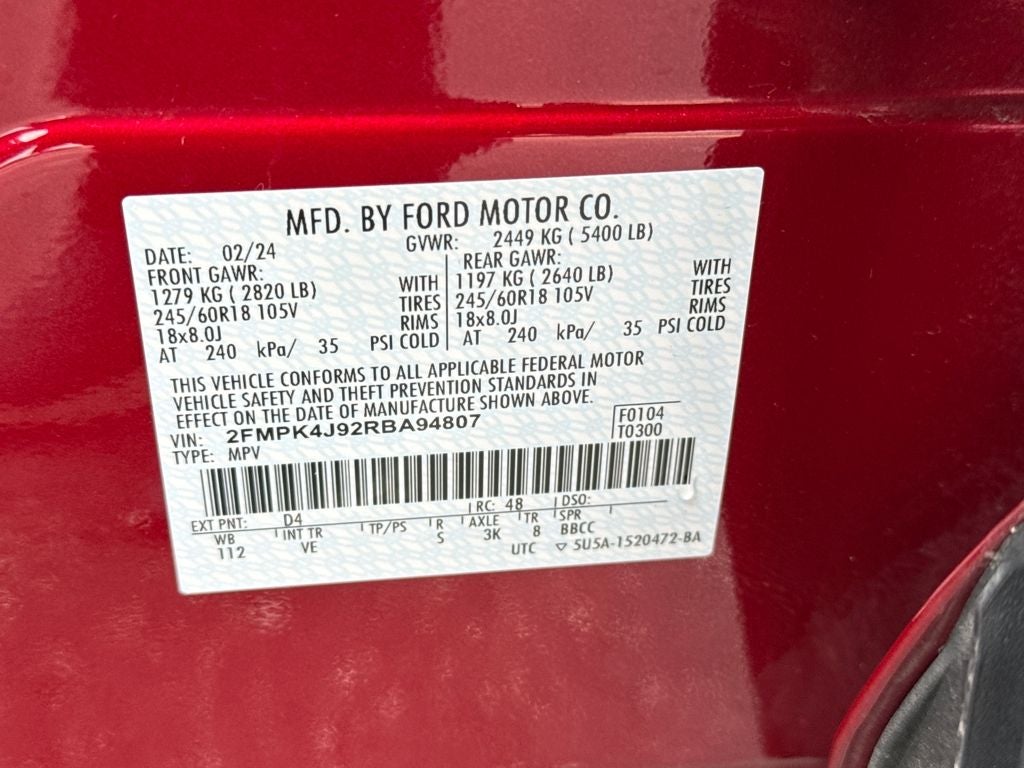 MFD. BY FORD MOTOR CO.
DATE: 02/24 GVWR: 2449 KG ( 5400 LB)
FRONT GAWR:
1279 KG ( 2820 LB) WITH
245/60R18 105V TIRES
18x8.0J RIMS
AT 240 kPa/ 35 PSI COLD
REAR GAWR:
1197 KG ( 2640 LB) WITH
245/60R18 105V TIRES
18x8.0J RIMS
AT 240 kPa/ 35 PSI COLD
THIS VEHICLE CONFORMS TO ALL APPLICABLE FEDERAL MOTOR
VEHICLE SAFETY AND THEFT PREVENTION STANDARDS IN
EFFECT ON THE DATE OF MANUFACTURE SHOWN ABOVE.
VIN: 2FMPK4J92RBA94807
TYPE: MPV
F0104
T0300
EXT PNT: D4 RC: 48 DSO:
WB INT TR TP/PS R AXLE TR SPR
112 VE S 3K 8 BBCC
UTC ▽ 5U5A-1520472-BA